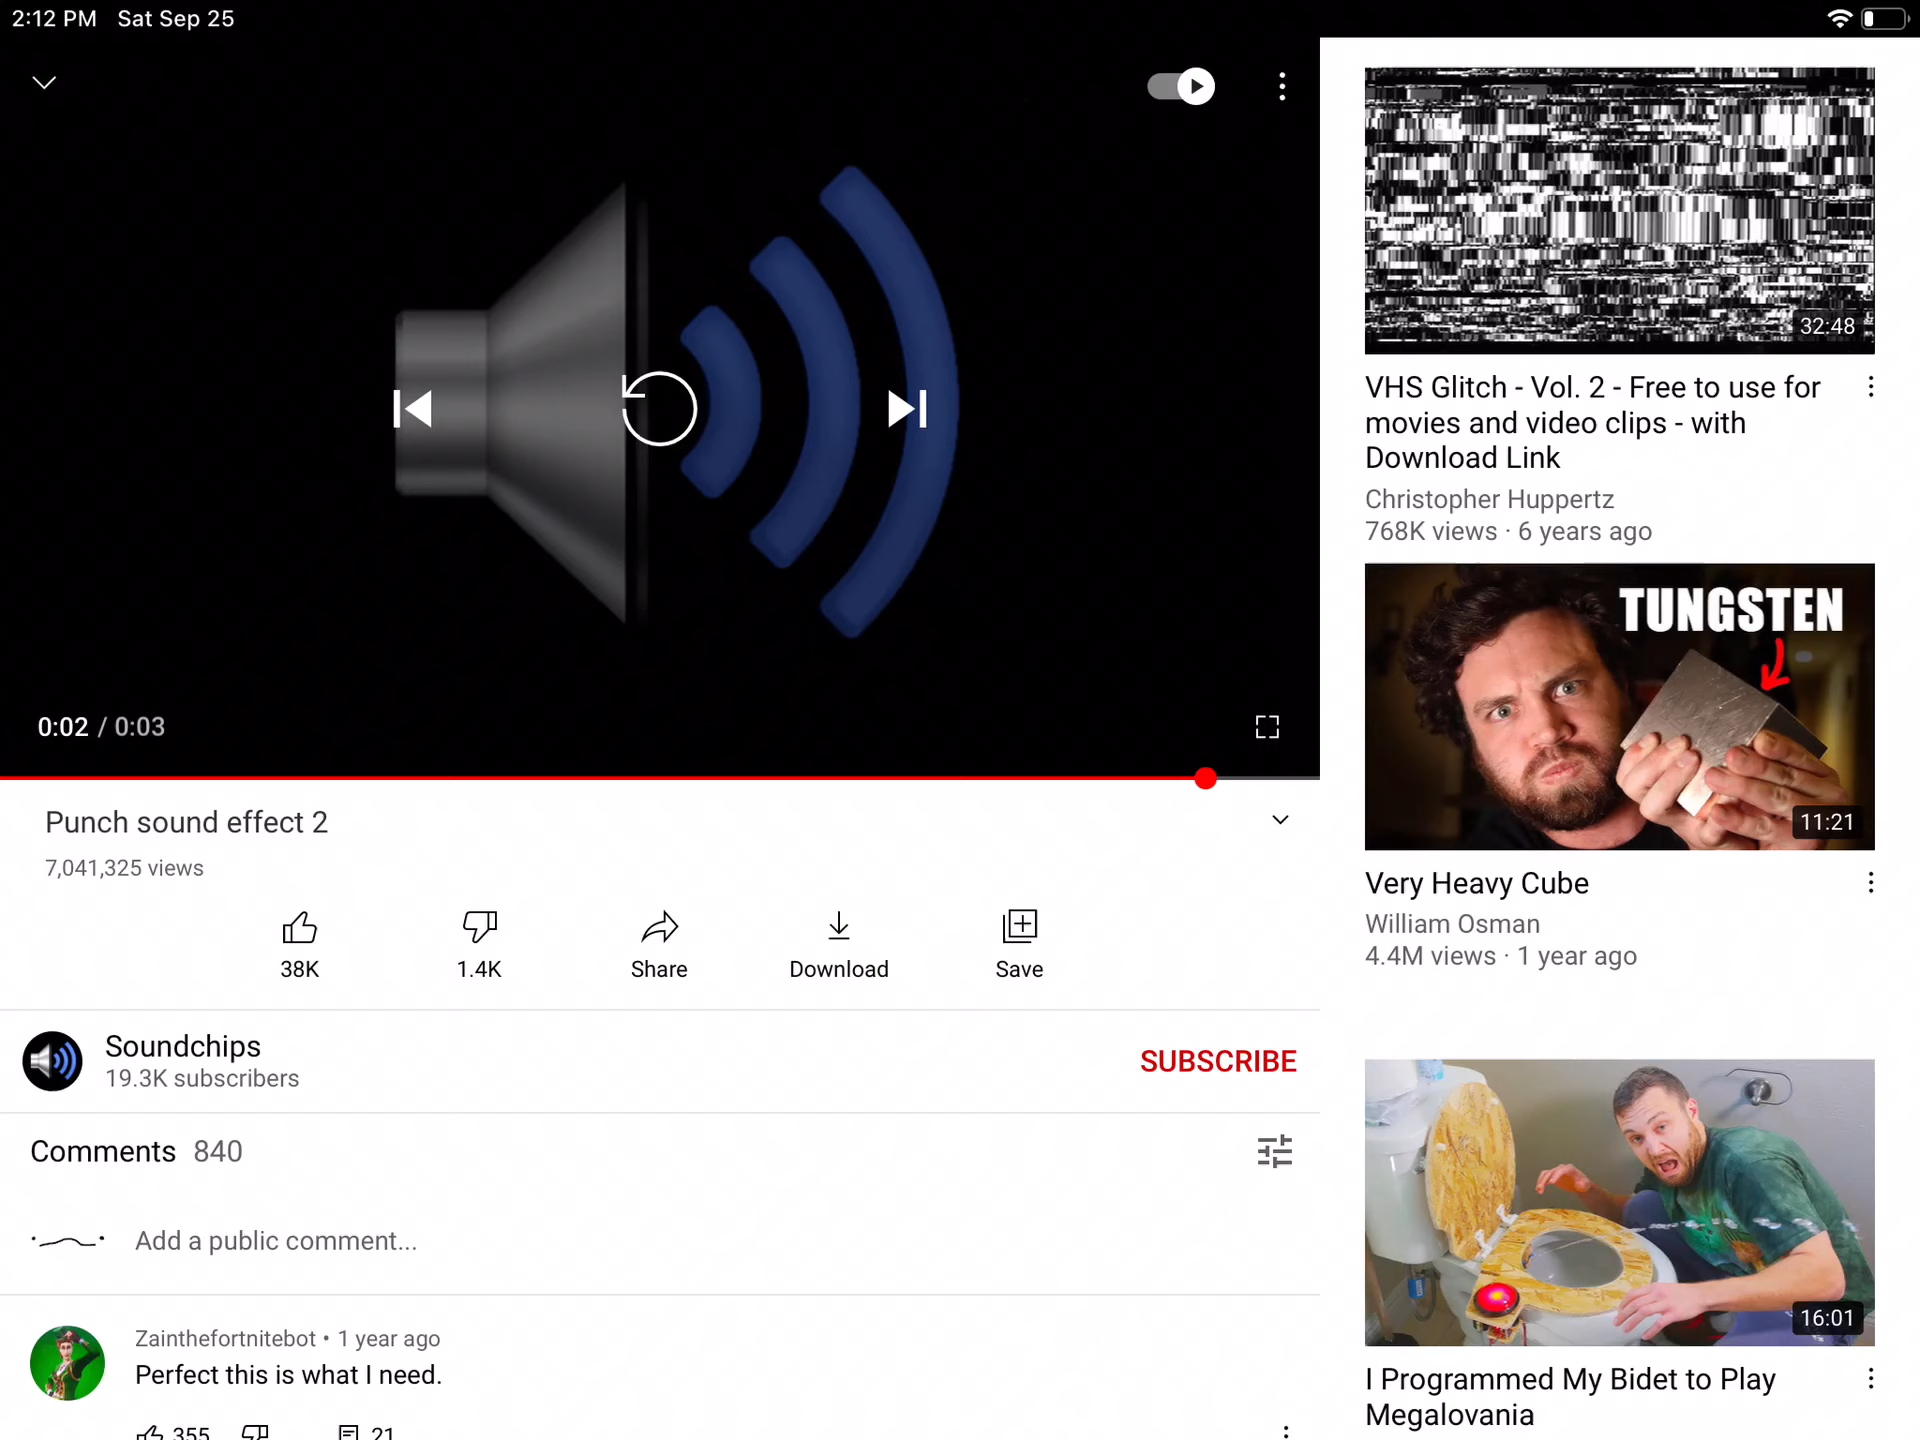 2:12 PM Sat Sep 25
0:02 / 0:03
Punch sound effect 2
7,041,325 views
38K
1.4K
Share
Download
Save
Soundchips
19.3K subscribers
SUBSCRIBE
Comments 840
Add a public comment...
Zainthefortnitebot • 1 year ago
Perfect this is what I need.
355
21
32:48
VHS Glitch - Vol. 2 - Free to use for
movies and video clips - with
Download Link
Christopher Huppertz
768K views · 6 years ago
TUNGSTEN
11:21
Very Heavy Cube
William Osman
4.4M views · 1 year ago
16:01
I Programmed My Bidet to Play
Megalovania